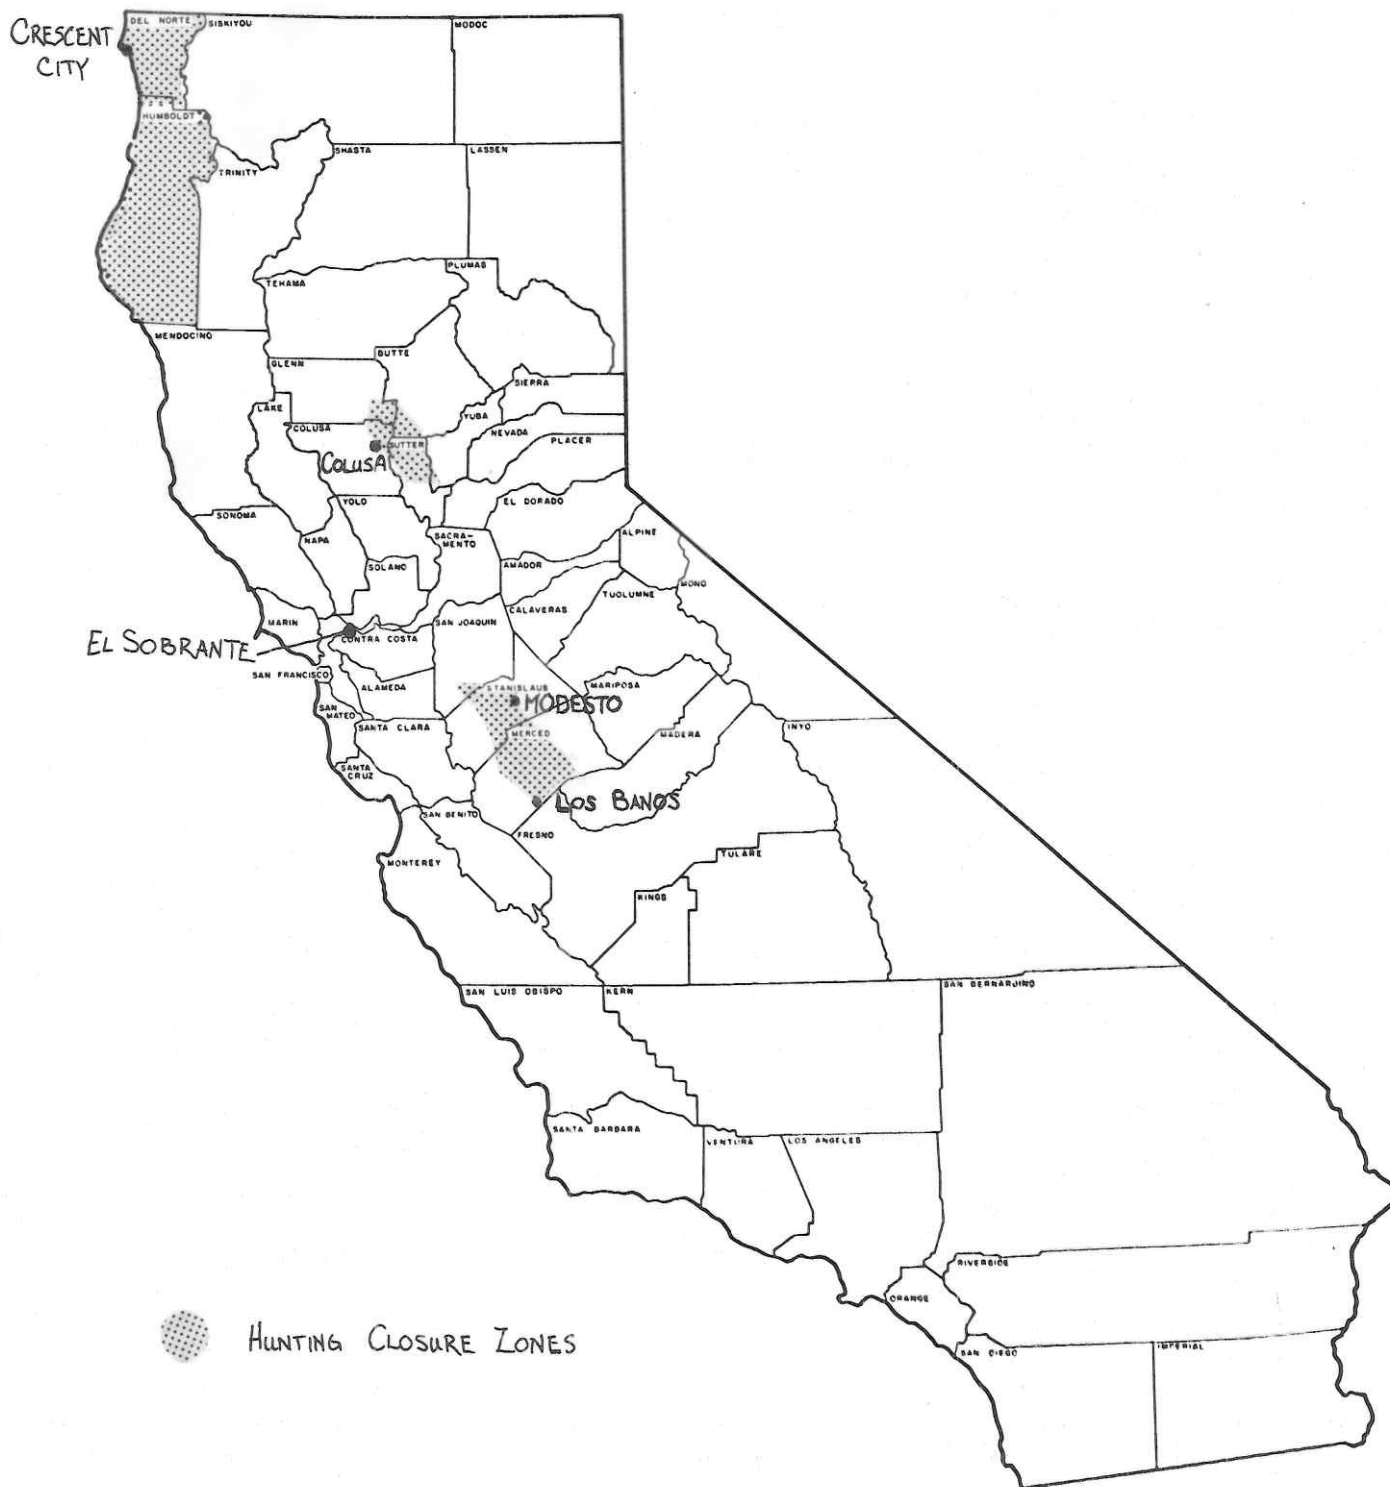 DEL NORTE
SISKIYOU
MODOC
CRESCENT
CITY
HUMBOLDT
TRINITY
SHASTA
LASSEN
TEHAMA
PLUMAS
MENDOCINO
GLENN
BUTTE
SIERRA
LAKE
COLUSA
YUBA
NEVADA
PLACER
SUTTER
COLUSA
YOLO
EL DORADO
SONOMA
NAPA
SACRA-
MENTO
ALPINE
SOLANO
AMADOR
MONO
TUOLUMNE
CALAVERAS
MARIN
SAN JOAQUIN
CONTRA COSTA
EL SOBRANTE
SAN FRANCISCO
ALAMEDA
STANISLAUS
MARIPOSA
MODESTO
SAN
MATEO
SANTA CLARA
MERCED
MADERA
INYO
SANTA
CRUZ
LOS BANOS
SAN BENITO
FRESNO
MONTEREY
TULARE
KINGS
SAN LUIS OBISPO
KERN
SAN BERNARDINO
SANTA BARBARA
VENTURA
LOS ANGELES
RIVERSIDE
ORANGE
SAN DIEGO
IMPERIAL
HUNTING CLOSURE ZONES